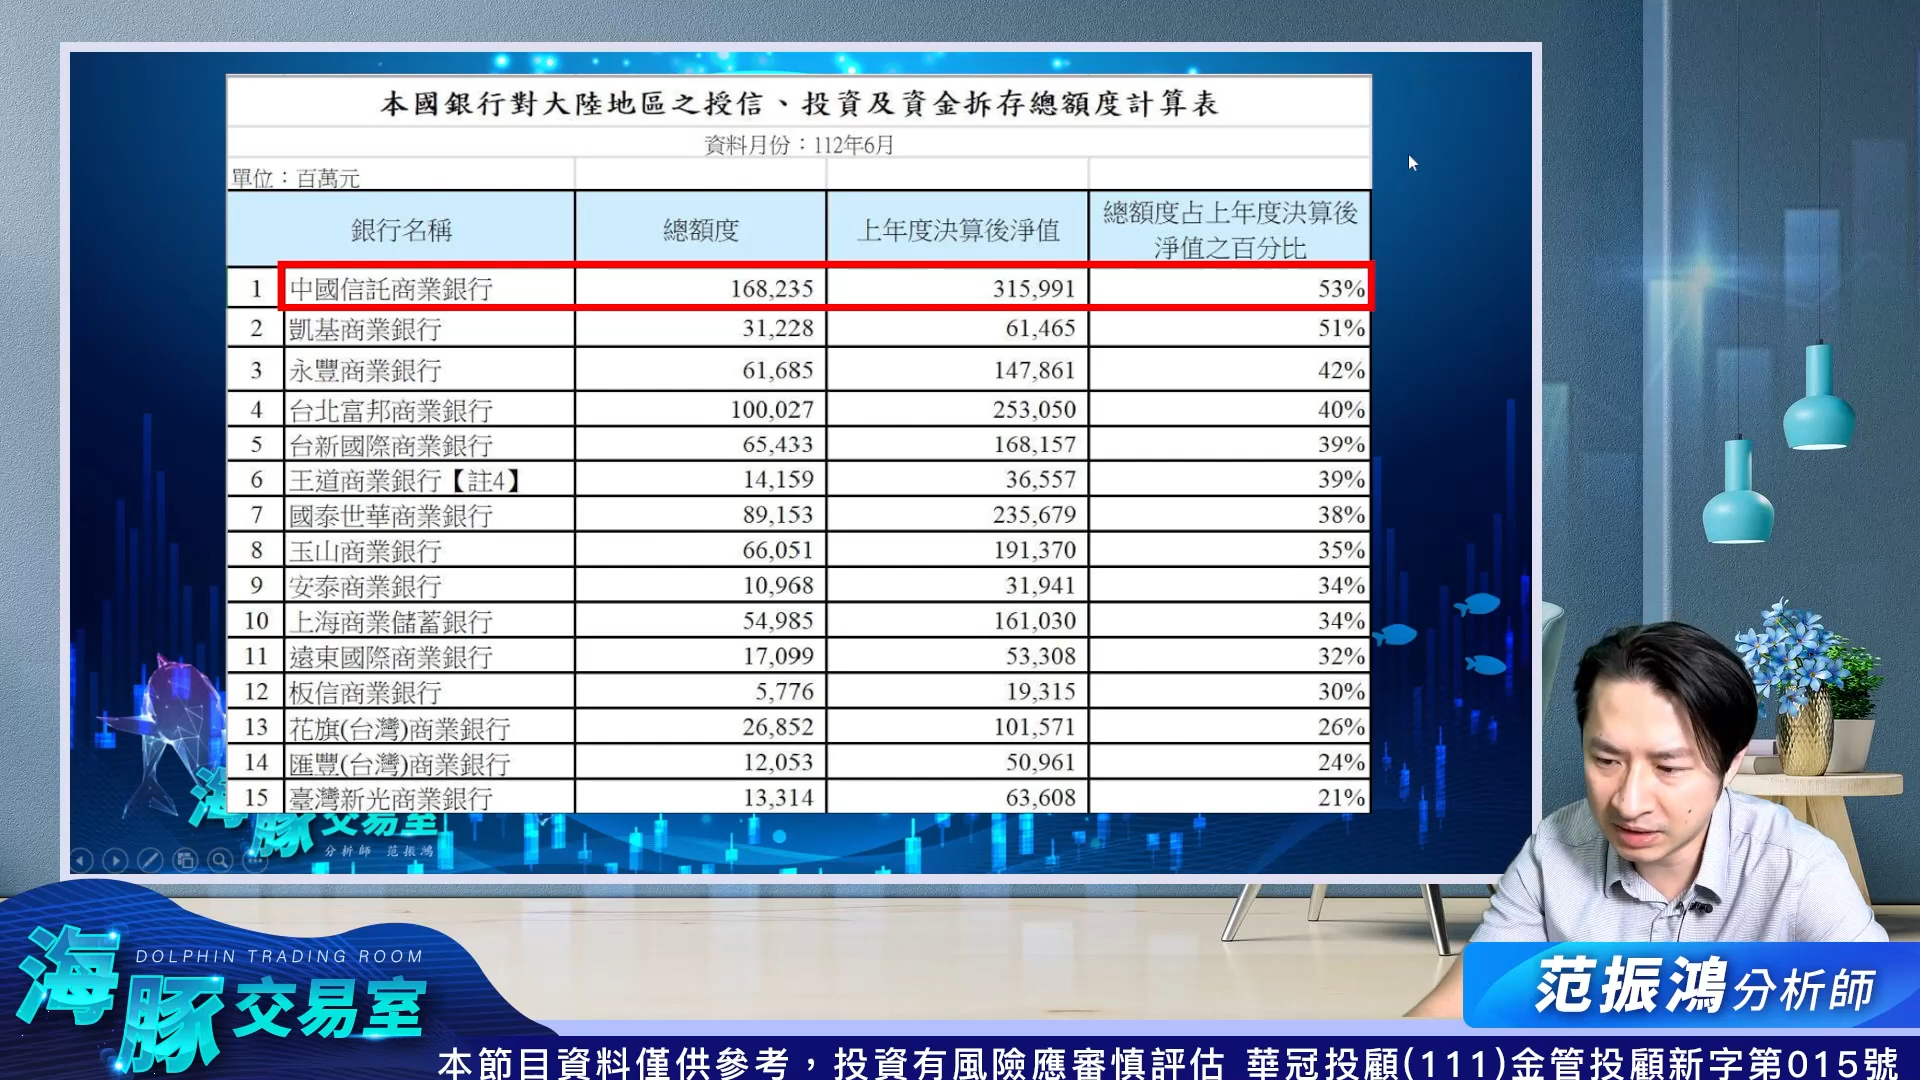 本國銀行對大陸地區之授信、投資及資金拆存總額度計算表
資料月份：112年6月
單位：百萬元
銀行名稱 總額度 上年度決算後淨值 總額度占上年度決算後淨值之百分比
1 中國信託商業銀行 168,235 315,991 53%
2 凱基商業銀行 31,228 61,465 51%
3 永豐商業銀行 61,685 147,861 42%
4 台北富邦商業銀行 100,027 253,050 40%
5 台新國際商業銀行 65,433 168,157 39%
6 王道商業銀行【註4】 14,159 36,557 39%
7 國泰世華商業銀行 89,153 235,679 38%
8 玉山商業銀行 66,051 191,370 35%
9 安泰商業銀行 10,968 31,941 34%
10 上海商業儲蓄銀行 54,985 161,030 34%
11 遠東國際商業銀行 17,099 53,308 32%
12 板信商業銀行 5,776 19,315 30%
13 花旗(台灣)商業銀行 26,852 101,571 26%
14 匯豐(台灣)商業銀行 12,053 50,961 24%
15 臺灣新光商業銀行 13,314 63,608 21%
海豚交易室
分析師 范振鴻
DOLPHIN TRADING ROOM
海豚交易室
范振鴻分析師
本節目資料僅供參考，投資有風險應審慎評估 華冠投顧(111)金管投顧新字第015號